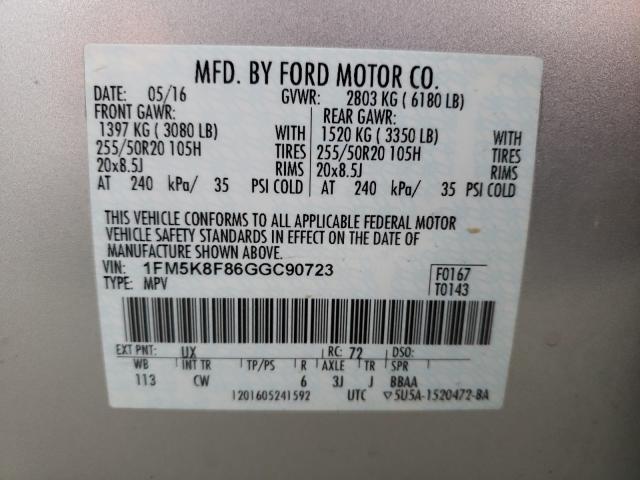 MFD. BY FORD MOTOR CO.
DATE: 05/16 GVWR: 2803 KG ( 6180 LB)
FRONT GAWR: REAR GAWR:
1397 KG ( 3080 LB) WITH 1520 KG ( 3350 LB) WITH
255/50R20 105H TIRES 255/50R20 105H TIRES
20x8.5J RIMS 20x8.5J RIMS
AT 240 kPa/ 35 PSI COLD AT 240 kPa/ 35 PSI COLD
THIS VEHICLE CONFORMS TO ALL APPLICABLE FEDERAL MOTOR
VEHICLE SAFETY STANDARDS IN EFFECT ON THE DATE OF
MANUFACTURE SHOWN ABOVE.
VIN: 1FM5K8F86GGC90723 F0167
TYPE: MPV T0143
EXT PNT: UX RC: 72 DSO:
WB INT TR TP/PS R AXLE TR SPR
113 CW 6 3J J BBAA
1201605241592 UTC ▽5U5A-1520472-BA